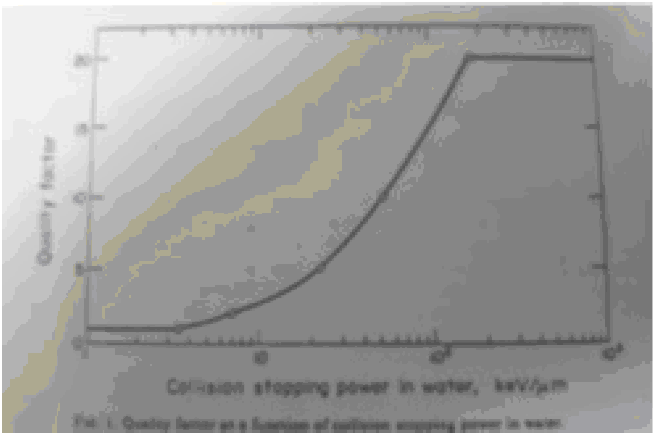 20
15
10
5
0
Quality factor
1 10 10² 10³
Collision stopping power in water, keV/μm
FIG. 1. Quality factor as a function of collision stopping power in water.